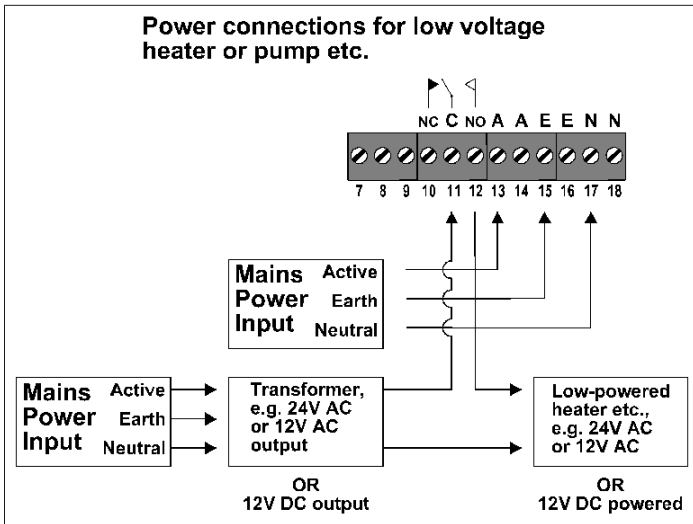 Power connections for low voltage
heater or pump etc.
NC C NO A A E E N N
7 8 9 10 11 12 13 14 15 16 17 18
Mains
Power
Input
Active
Earth
Neutral
Mains
Power
Input
Active
Earth
Neutral
Transformer,
e.g. 24V AC
or 12V AC
output
OR
12V DC output
Low-powered
heater etc.,
e.g. 24V AC
or 12V AC
OR
12V DC powered